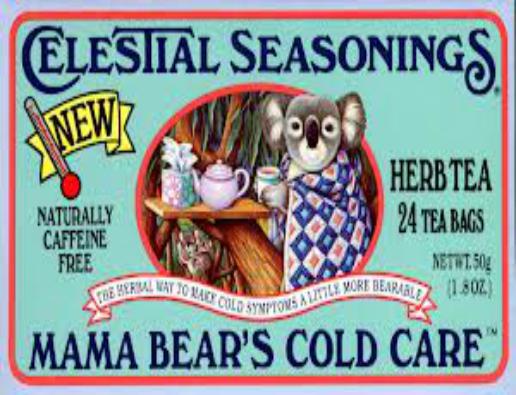 CELESTIAL SEASONINGS®
NEW
NATURALLY
CAFFEINE
FREE
HERB TEA
24 TEA BAGS
NET WT. 50g
(1.8 OZ.)
THE HERBAL WAY TO MAKE COLD SYMPTOMS A LITTLE MORE BEARABLE
MAMA BEAR'S COLD CARE™